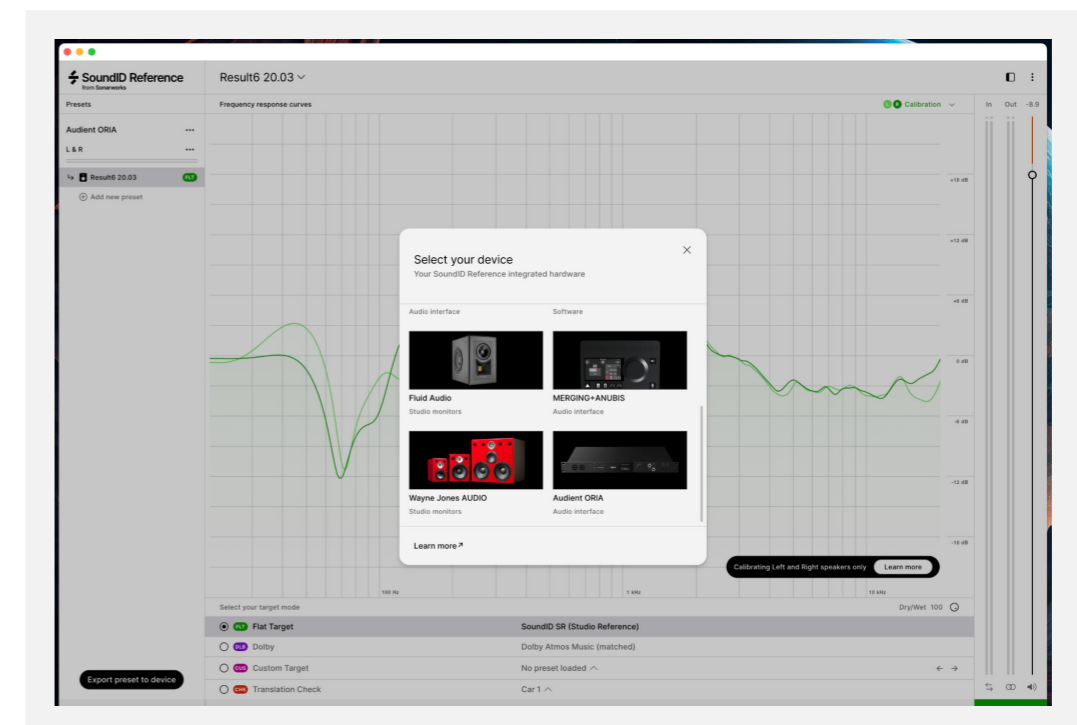 SoundID Reference
from Sonarworks
Result6 20.03
Presets
Frequency response curves
Calibration
In Out -8.9
Audient ORIA
L & R
Result6 20.03 FLT
Add new preset
+18 dB
+12 dB
+6 dB
0 dB
-6 dB
-12 dB
-18 dB
Select your device
Your SoundID Reference integrated hardware
Audio interface
Software
Fluid Audio
Studio monitors
MERGING+ANUBIS
Audio interface
Wayne Jones AUDIO
Studio monitors
Audient ORIA
Audio interface
Learn more
Calibrating Left and Right speakers only Learn more
100 Hz 1 kHz 10 kHz
Select your target mode Dry/Wet 100
FLT Flat Target SoundID SR (Studio Reference)
DLB Dolby Dolby Atmos Music (matched)
CUS Custom Target No preset loaded
CHK Translation Check Car 1
Export preset to device